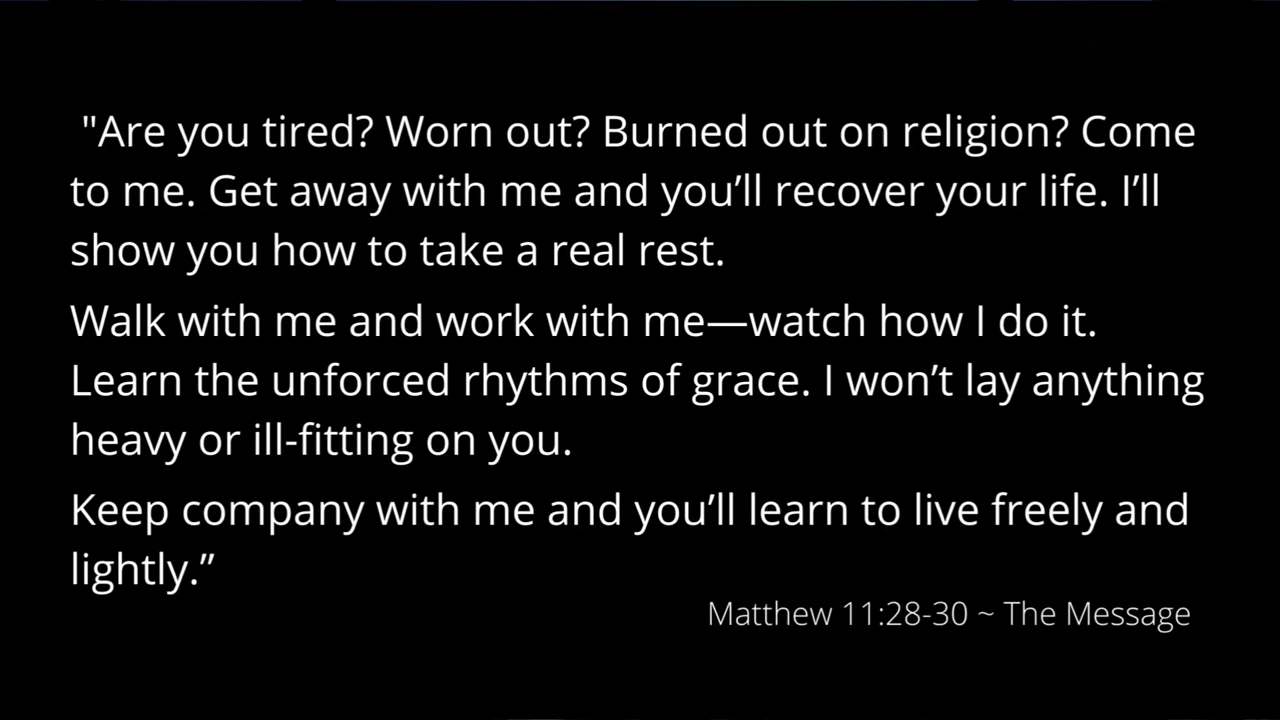 "Are you tired? Worn out? Burned out on religion? Come
to me. Get away with me and you’ll recover your life. I’ll
show you how to take a real rest.
Walk with me and work with me—watch how I do it.
Learn the unforced rhythms of grace. I won’t lay anything
heavy or ill-fitting on you.
Keep company with me and you’ll learn to live freely and
lightly.”
Matthew 11:28-30 ~ The Message